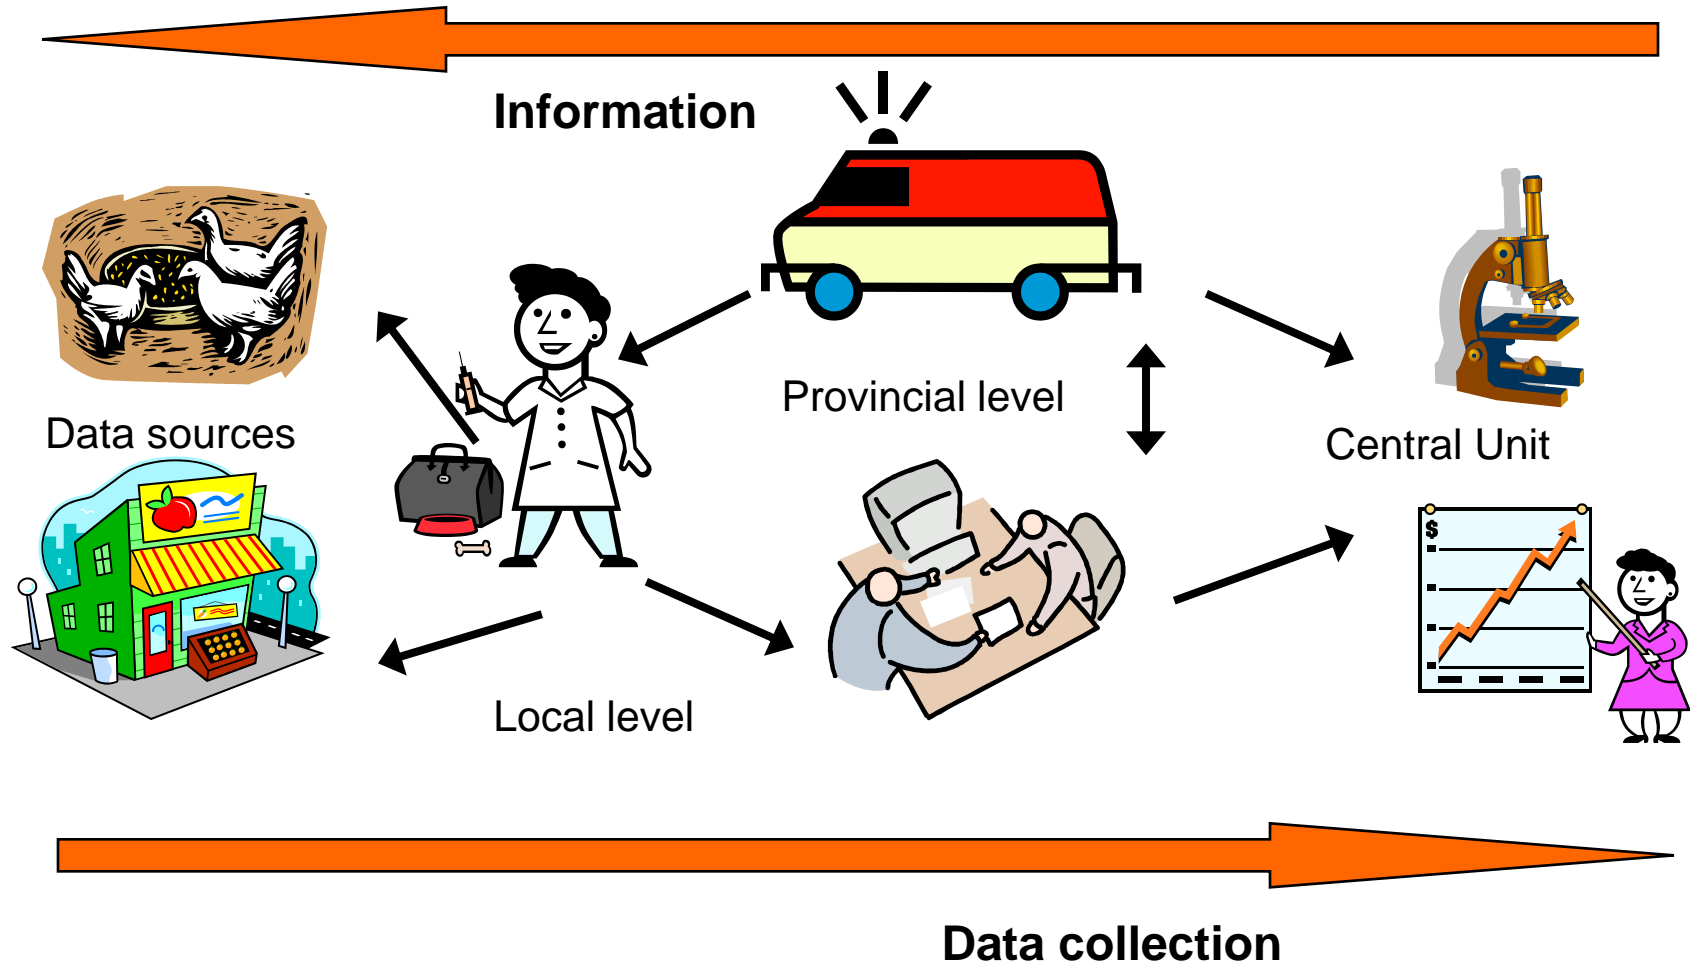 Information
Provincial level
Data sources
Central Unit
$
Local level
Data collection